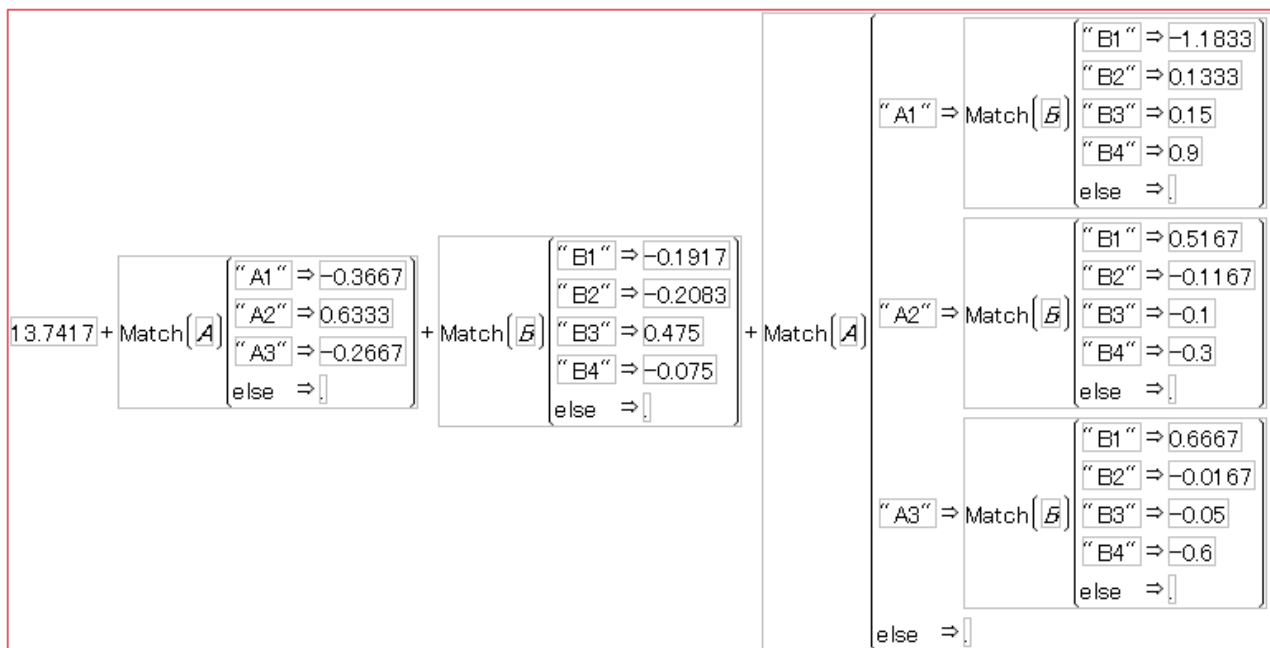 13.7417 + Match(A) "A1" ⇒ -0.3667
"A2" ⇒ 0.6333
"A3" ⇒ -0.2667
else ⇒ .
+ Match(B) "B1" ⇒ -0.1917
"B2" ⇒ -0.2083
"B3" ⇒ 0.475
"B4" ⇒ -0.075
else ⇒ .
+ Match(A) "A1" ⇒ Match(B) "B1" ⇒ -1.1833
"B2" ⇒ 0.1333
"B3" ⇒ 0.15
"B4" ⇒ 0.9
else ⇒ .
"A2" ⇒ Match(B) "B1" ⇒ 0.5167
"B2" ⇒ -0.1167
"B3" ⇒ -0.1
"B4" ⇒ -0.3
else ⇒ .
"A3" ⇒ Match(B) "B1" ⇒ 0.6667
"B2" ⇒ -0.0167
"B3" ⇒ -0.05
"B4" ⇒ -0.6
else ⇒ .
else ⇒ .